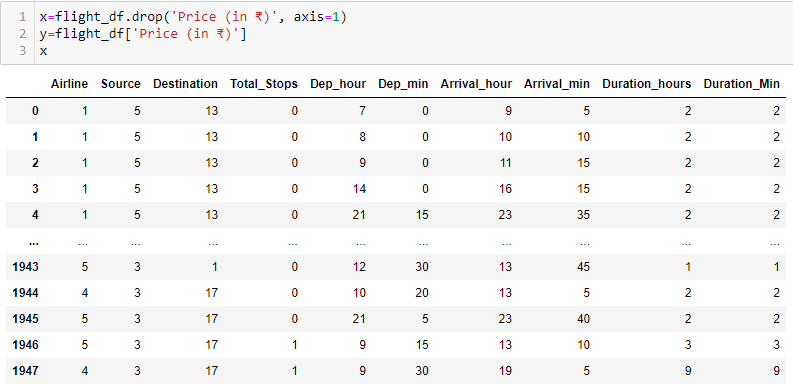 1 x=flight_df.drop('Price (in ₹)', axis=1)
2 y=flight_df['Price (in ₹)']
3 x
Airline Source Destination Total_Stops Dep_hour Dep_min Arrival_hour Arrival_min Duration_hours Duration_Min
0 1 5 13 0 7 0 9 5 2 2
1 1 5 13 0 8 0 10 10 2 2
2 1 5 13 0 9 0 11 15 2 2
3 1 5 13 0 14 0 16 15 2 2
4 1 5 13 0 21 15 23 35 2 2
... ... ... ... ... ... ... ... ... ... ...
1943 5 3 1 0 12 30 13 45 1 1
1944 4 3 17 0 10 20 13 5 2 2
1945 5 3 17 0 21 5 23 40 2 2
1946 5 3 17 1 9 15 13 10 3 3
1947 4 3 17 1 9 30 19 5 9 9